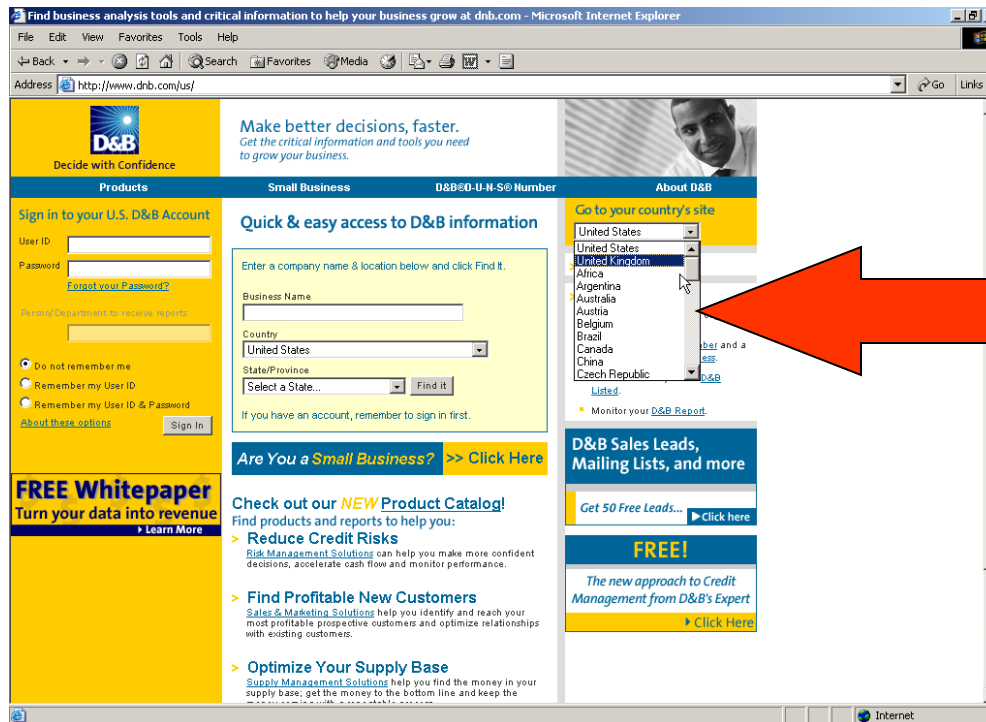 Find business analysis tools and critical information to help your business grow at dnb.com - Microsoft Internet Explorer
File Edit View Favorites Tools Help
Back Search Favorites Media
Address http://www.dnb.com/us/ Go Links
D&B
Decide with Confidence
Make better decisions, faster.
Get the critical information and tools you need
to grow your business.
Products Small Business D&B®D-U-N-S® Number About D&B
Sign in to your U.S. D&B Account
User ID
Password
Forgot your Password?
Person/Department to receive reports
Do not remember me
Remember my User ID
Remember my User ID & Password
About these options Sign In
FREE Whitepaper
Turn your data into revenue
Learn More
Quick & easy access to D&B information
Enter a company name & location below and click Find It.
Business Name
Country
United States
State/Province
Select a State... Find it
If you have an account, remember to sign in first.
Are You a Small Business? >> Click Here
Check out our NEW Product Catalog!
Find products and reports to help you:
> Reduce Credit Risks
Risk Management Solutions can help you make more confident
decisions, accelerate cash flow and monitor performance.
> Find Profitable New Customers
Sales & Marketing Solutions help you identify and reach your
most profitable prospective customers and optimize relationships
with existing customers.
> Optimize Your Supply Base
Supply Management Solutions help you find the money in your
supply base; get the money to the bottom line and keep the
Go to your country's site
United States
United States
United Kingdom
Africa
Argentina
Australia
Austria
Belgium
Brazil
Canada
China
Czech Republic
and a
D&B
Listed.
Monitor your D&B Report.
D&B Sales Leads,
Mailing Lists, and more
Get 50 Free Leads... Click here
FREE!
The new approach to Credit
Management from D&B's Expert
Click Here
Internet